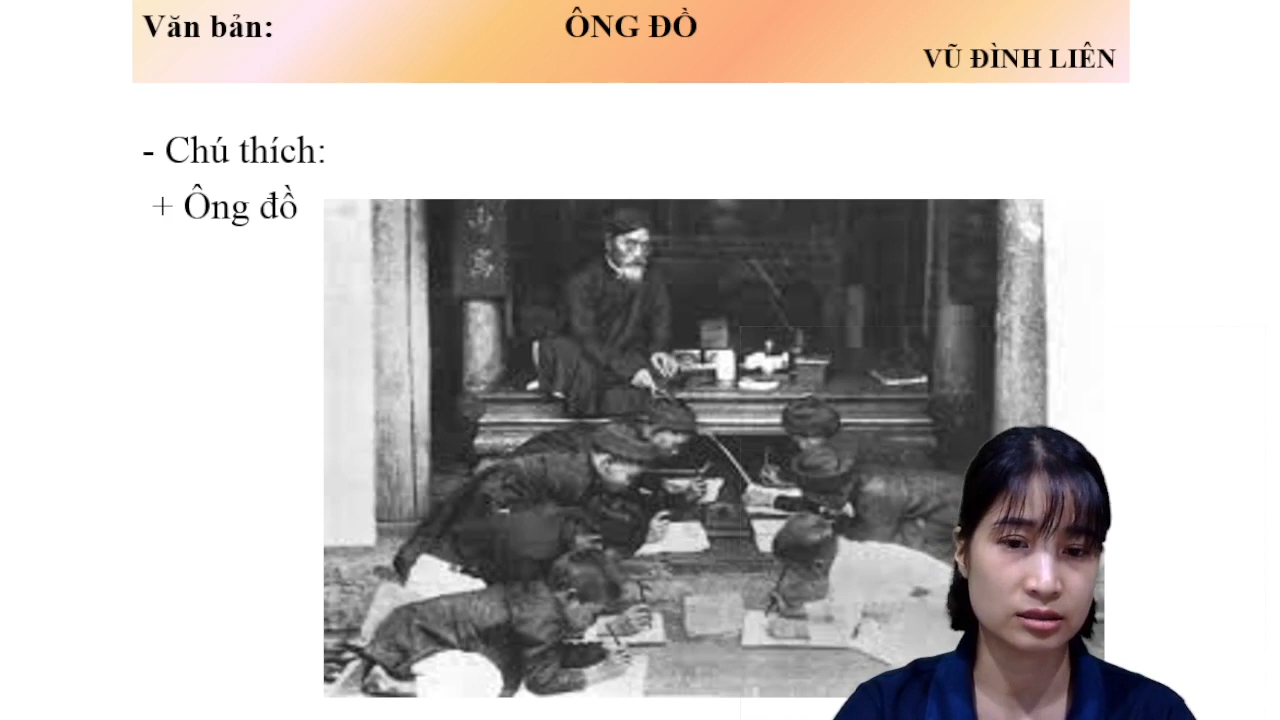 Văn bản:
ÔNG ĐỒ
VŨ ĐÌNH LIÊN
- Chú thích:
+ Ông đồ